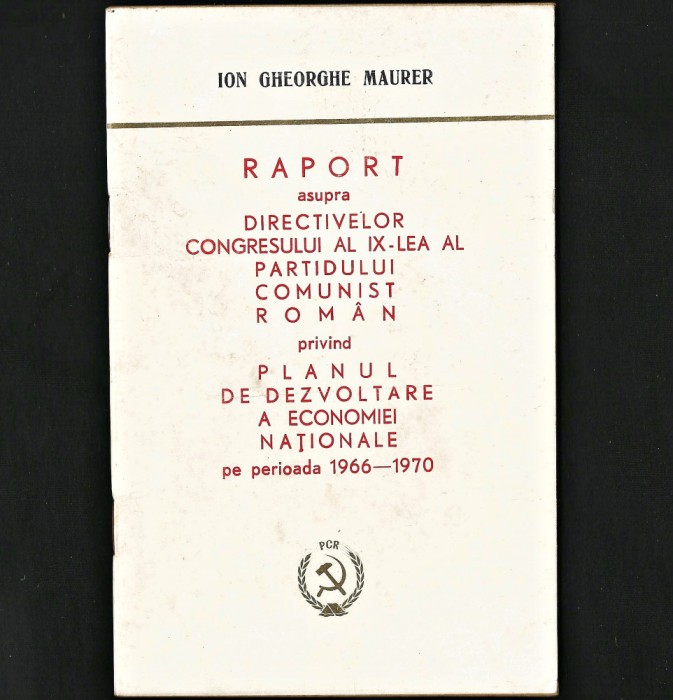 ION GHEORGHE MAURER
RAPORT
asupra
DIRECTIVELOR
CONGRESULUI AL IX-LEA AL
PARTIDULUI
COMUNIST
ROMÂN
privind
PLANUL
DE DEZVOLTARE
A ECONOMIEI
NAŢIONALE
pe perioada 1966—1970
PCR